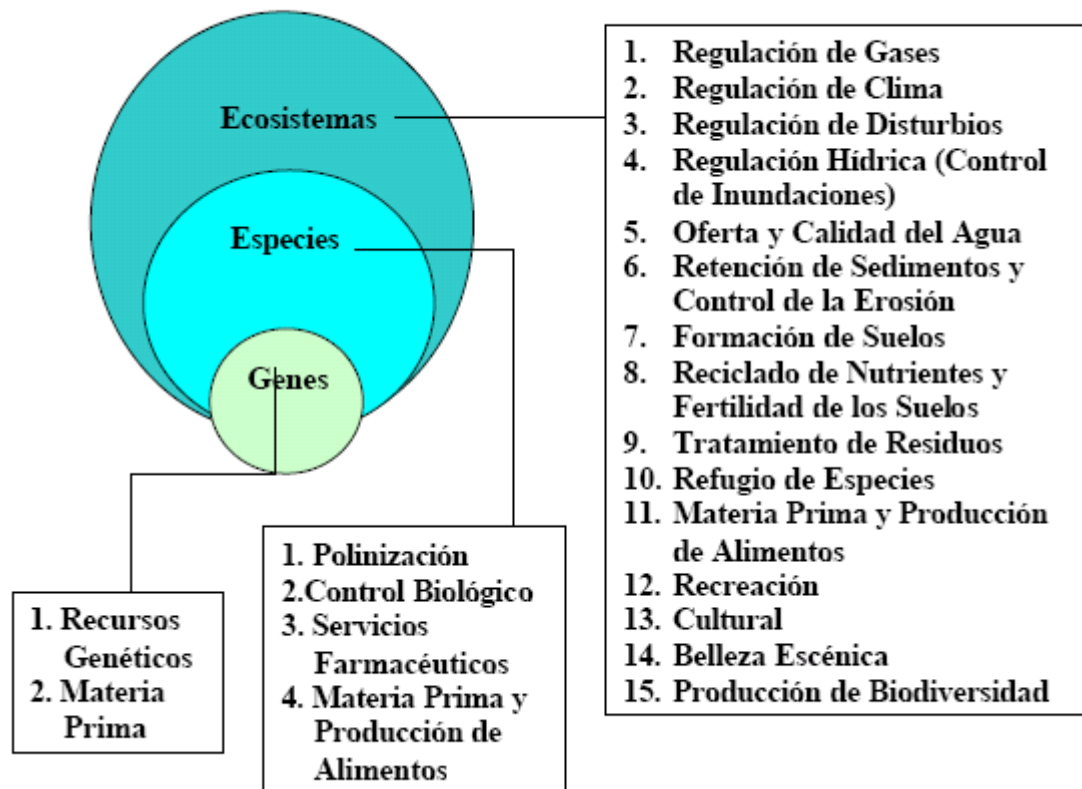 Ecosistemas
Especies
Genes
1. Regulación de Gases
2. Regulación de Clima
3. Regulación de Disturbios
4. Regulación Hídrica (Control
de Inundaciones)
5. Oferta y Calidad del Agua
6. Retención de Sedimentos y
Control de la Erosión
7. Formación de Suelos
8. Reciclado de Nutrientes y
Fertilidad de los Suelos
9. Tratamiento de Residuos
10. Refugio de Especies
11. Materia Prima y Producción
de Alimentos
12. Recreación
13. Cultural
14. Belleza Escénica
15. Producción de Biodiversidad
1. Polinización
2.Control Biológico
3. Servicios
Farmacéuticos
4. Materia Prima y
Producción de
Alimentos
1. Recursos
Genéticos
2. Materia
Prima